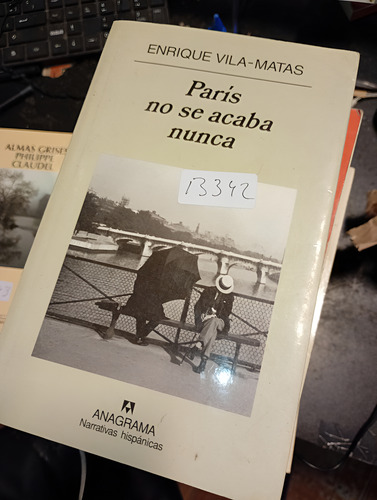 ENRIQUE VILA-MATAS
París
no se acaba
nunca
13342
ANAGRAMA
Narrativas hispánicas
ALMAS GRISES
PHILIPPE
CLAUDEL